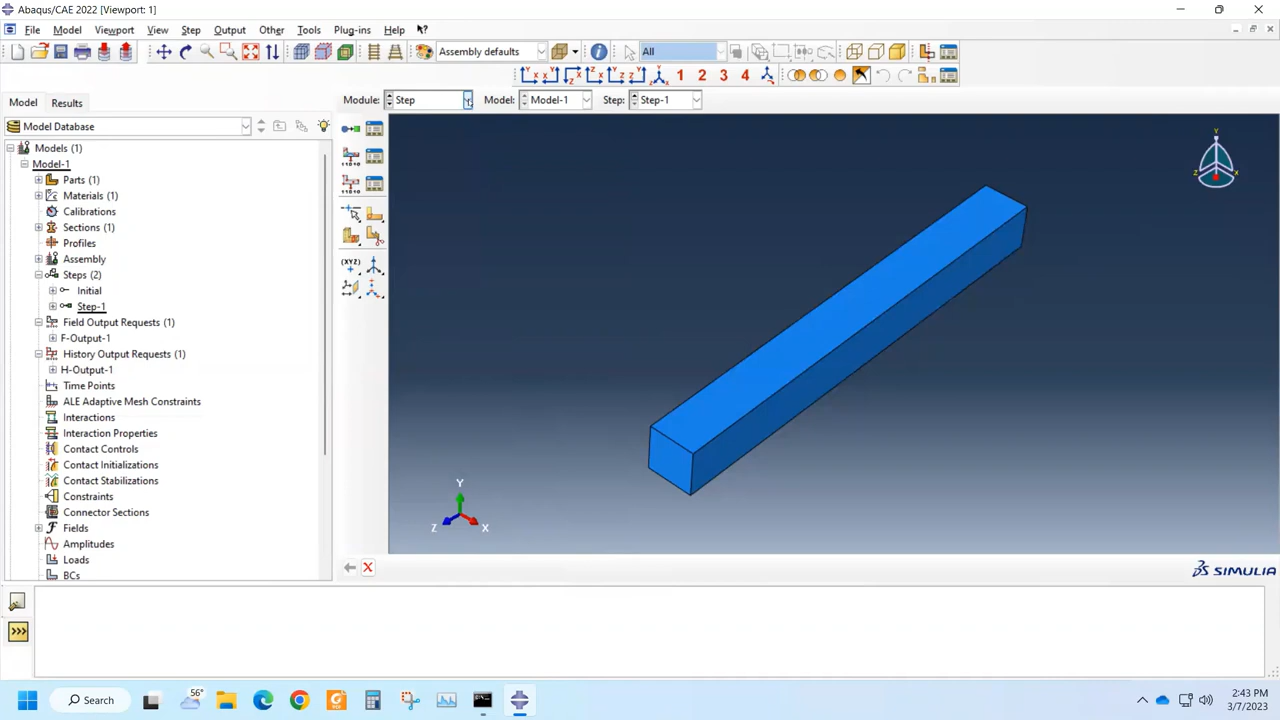 Abaqus/CAE 2022 [Viewport: 1]
File Model Viewport View Step Output Other Tools Plug-ins Help
Assembly defaults All
1 2 3 4
Model Results Module: Step Model: Model-1 Step: Step-1
Model Database
Models (1)
Model-1
Parts (1)
Materials (1)
Calibrations
Sections (1)
Profiles
Assembly
Steps (2)
Initial
Step-1
Field Output Requests (1)
F-Output-1
History Output Requests (1)
H-Output-1
Time Points
ALE Adaptive Mesh Constraints
Interactions
Interaction Properties
Contact Controls
Contact Initializations
Contact Stabilizations
Constraints
Connector Sections
Fields
Amplitudes
Loads
BCs
(XYZ)
Y
Z X
Y
Z X
SIMULIA
>>>
Search
56°
2:43 PM
3/7/2023